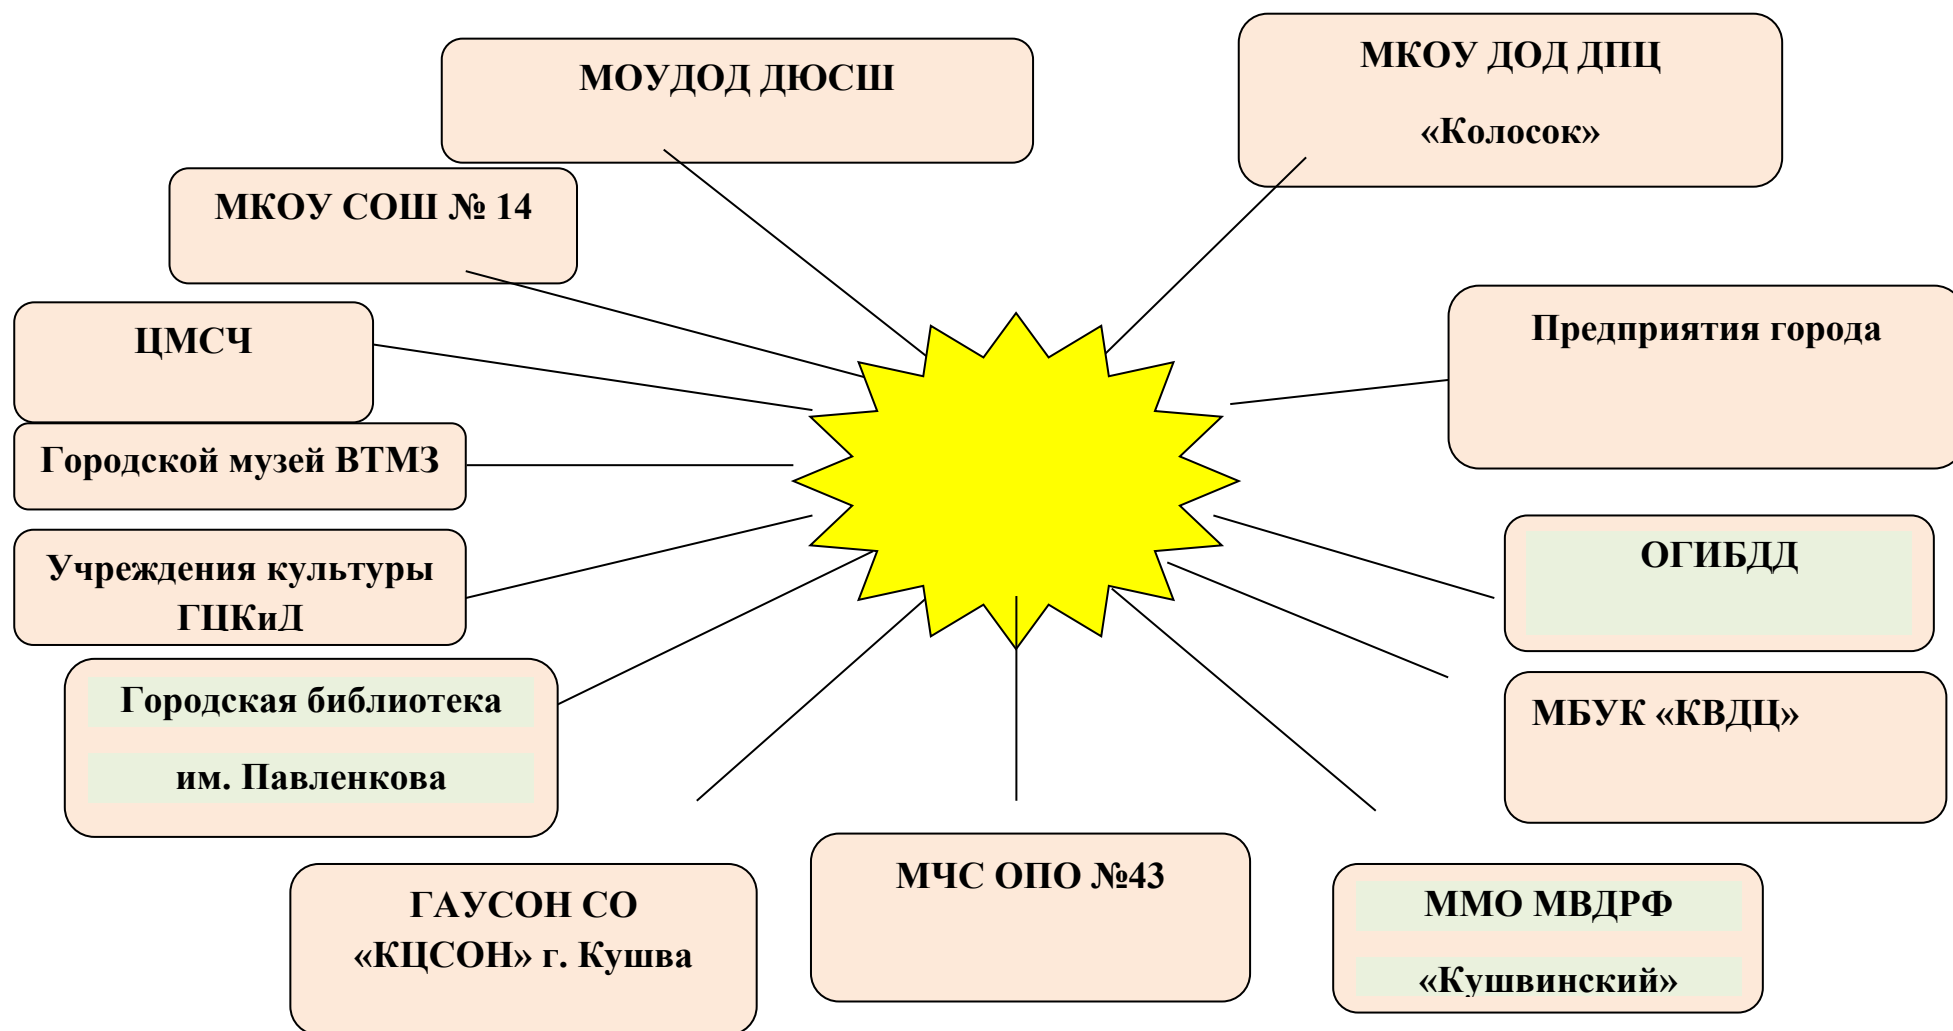 МОУДОД ДЮСШ
МКОУ ДОД ДПЦ
«Колосок»
МКОУ СОШ № 14
ЦМСЧ
Предприятия города
Городской музей ВТМЗ
Учреждения культуры
ГЦКиД
ОГИБДД
Городская библиотека
им. Павленкова
МБУК «КВДЦ»
ГАУСОН СО
«КЦСОН» г. Кушва
МЧС ОПО №43
ММО МВДРФ
«Кушвинский»